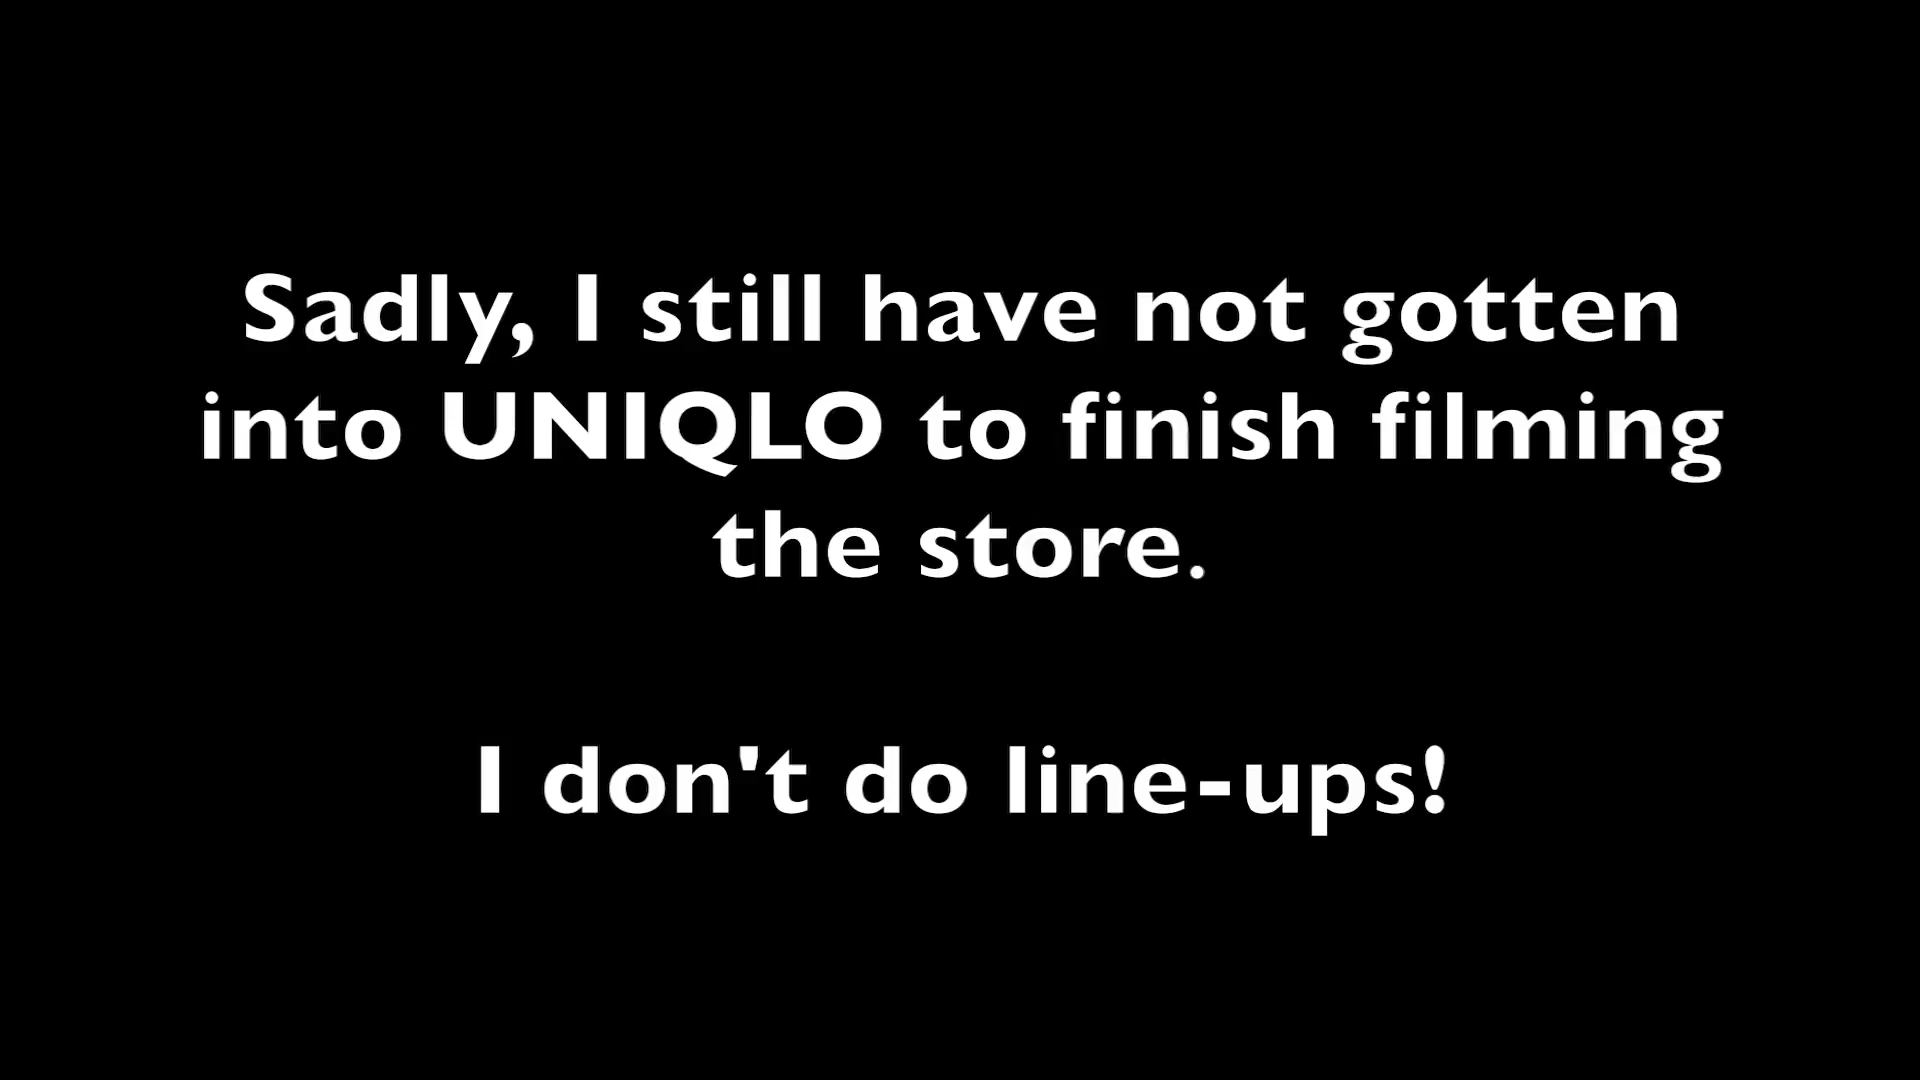 Sadly, I still have not gotten
into UNIQLO to finish filming
the store.
I don't do line-ups!